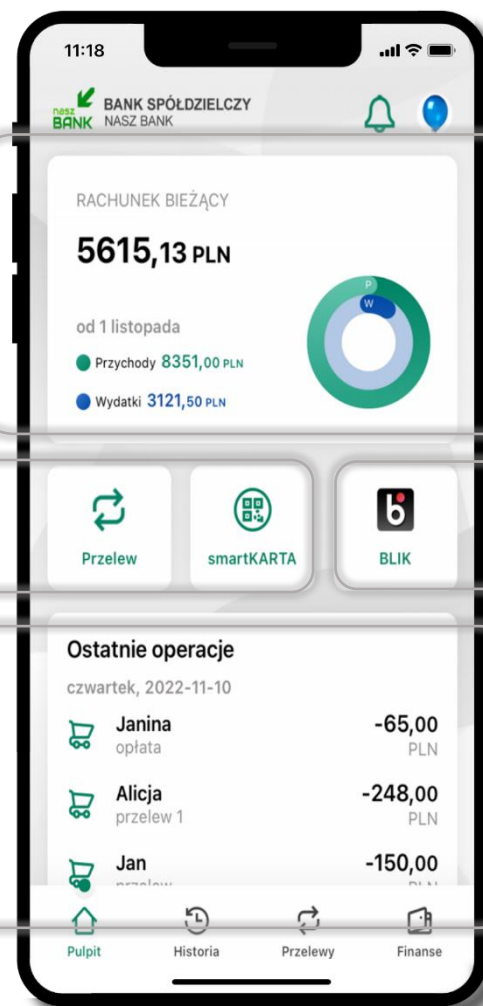 11:18
nasz BANK
BANK SPÓŁDZIELCZY
NASZ BANK
RACHUNEK BIEŻĄCY
5615,13 PLN
od 1 listopada
Przychody 8351,00 PLN
Wydatki 3121,50 PLN
P
W
Przelew
smartKARTA
BLIK
Ostatnie operacje
czwartek, 2022-11-10
Janina -65,00
opłata PLN
Alicja -248,00
przelew 1 PLN
Jan -150,00
Pulpit Historia Przelewy Finanse